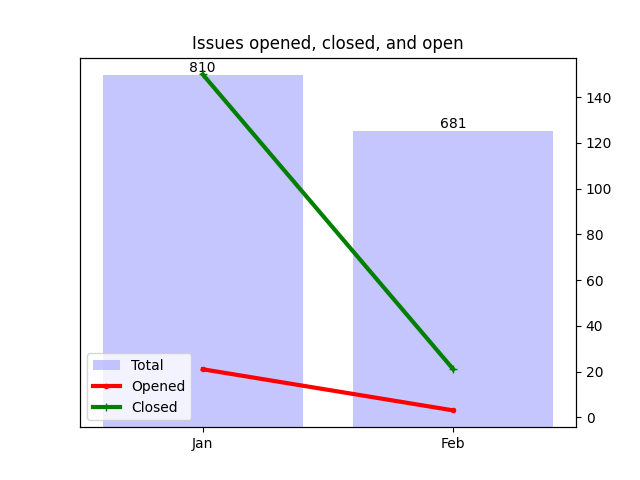 Issues opened, closed, and open
810
681
140
120
100
80
60
40
20
0
Total
Opened
Closed
Jan Feb